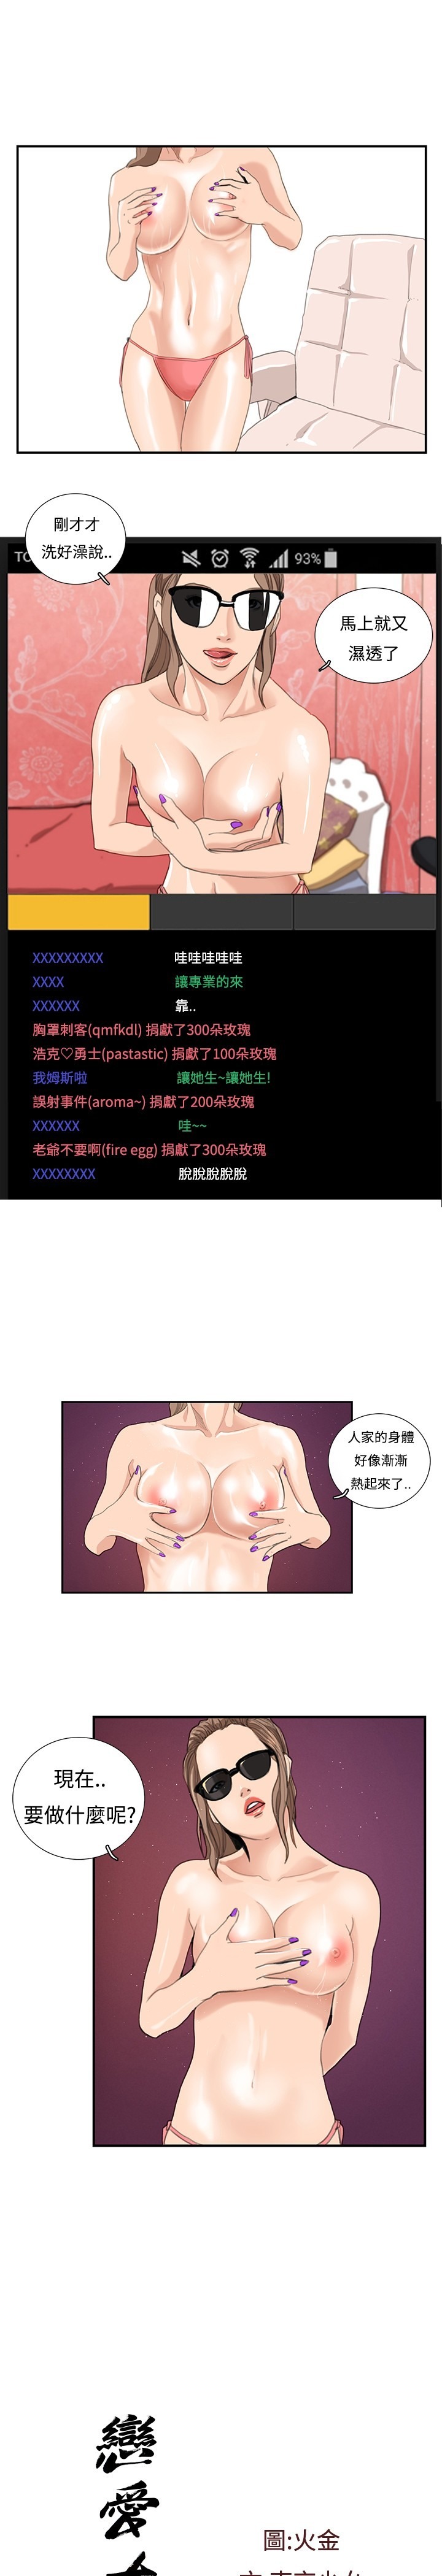 剛才才
洗好澡說..
93%
馬上就又
濕透了
XXXXXXXXX 哇哇哇哇哇
XXXX 讓專業的來
XXXXXX 靠..
胸罩刺客(qmfkdl) 捐獻了300朵玫瑰
浩克♡勇士(pastastic) 捐獻了100朵玫瑰
我姆斯啦 讓她生~讓她生!
誤射事件(aroma~) 捐獻了200朵玫瑰
XXXXXX 哇~~
老爺不要啊(fire egg) 捐獻了300朵玫瑰
XXXXXXXX 脫脫脫脫脫
人家的身體
好像漸漸
熱起來了..
現在..
要做什麼呢?
戀愛
圖:火金